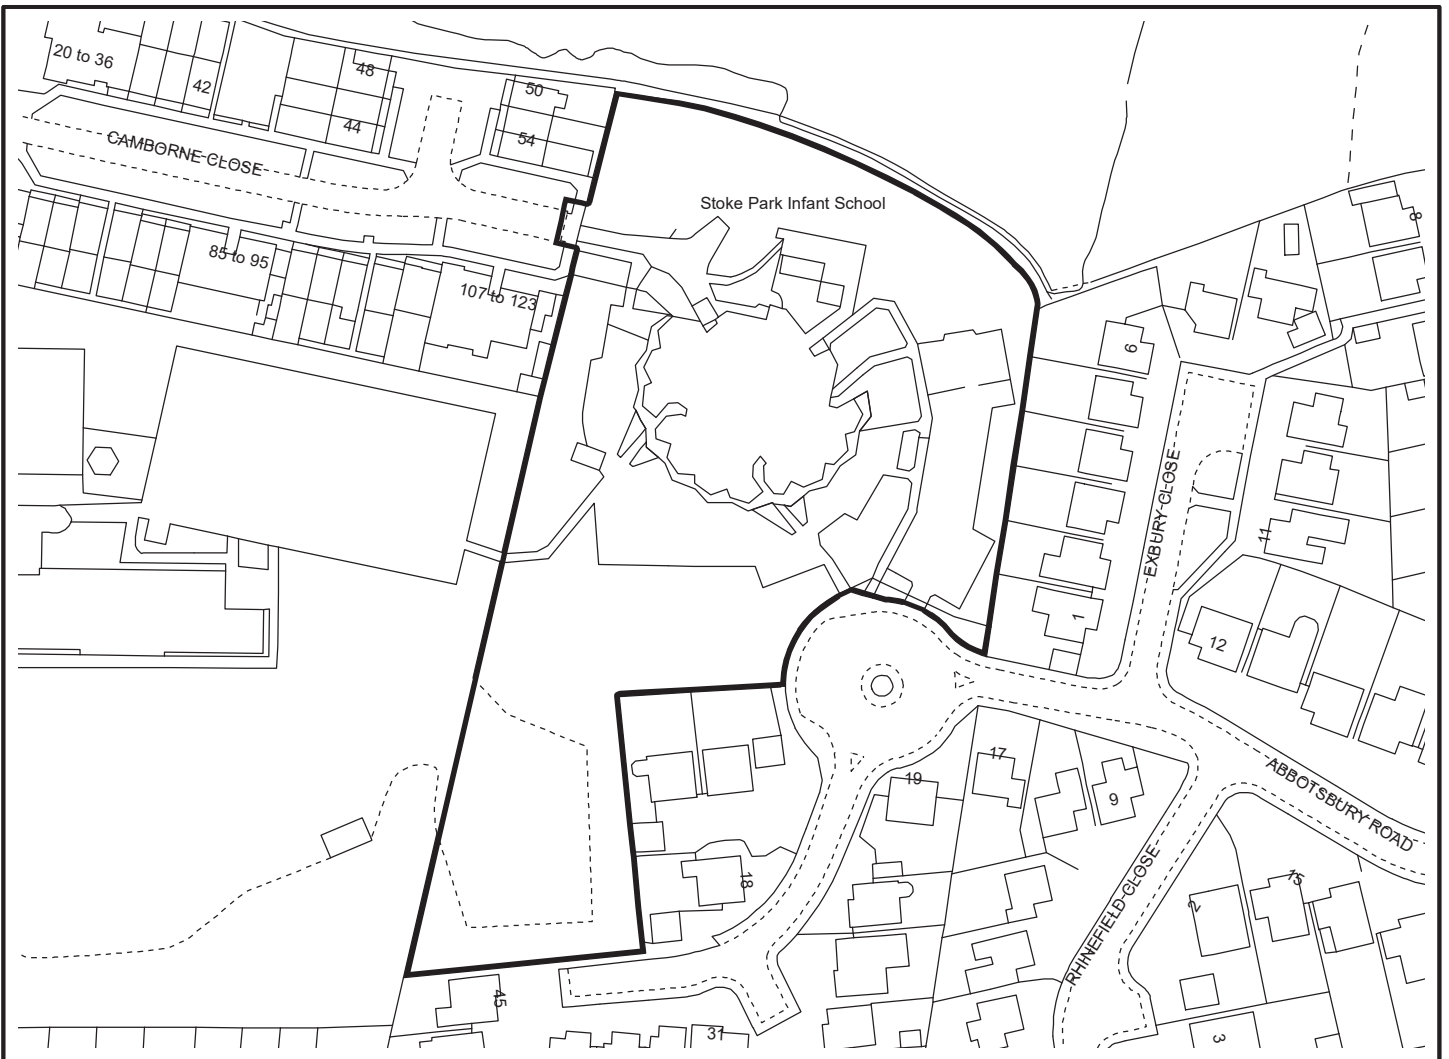 20 to 36
42
48
44
50
54
CAMBORNE CLOSE
Stoke Park Infant School
8
85 to 95
107 to 123
6
EXBURY CLOSE
11
1
12
17
19
9
ABBOTSBURY ROAD
RHINEFIELD CLOSE
18
15
2
45
31
3